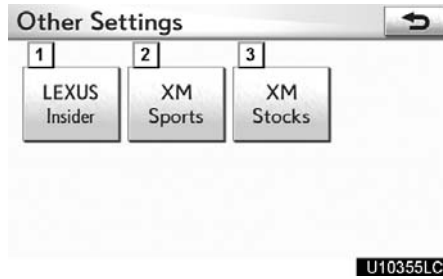 Other Settings
1 2 3
LEXUS Insider
XM Sports
XM Stocks
U10355LC